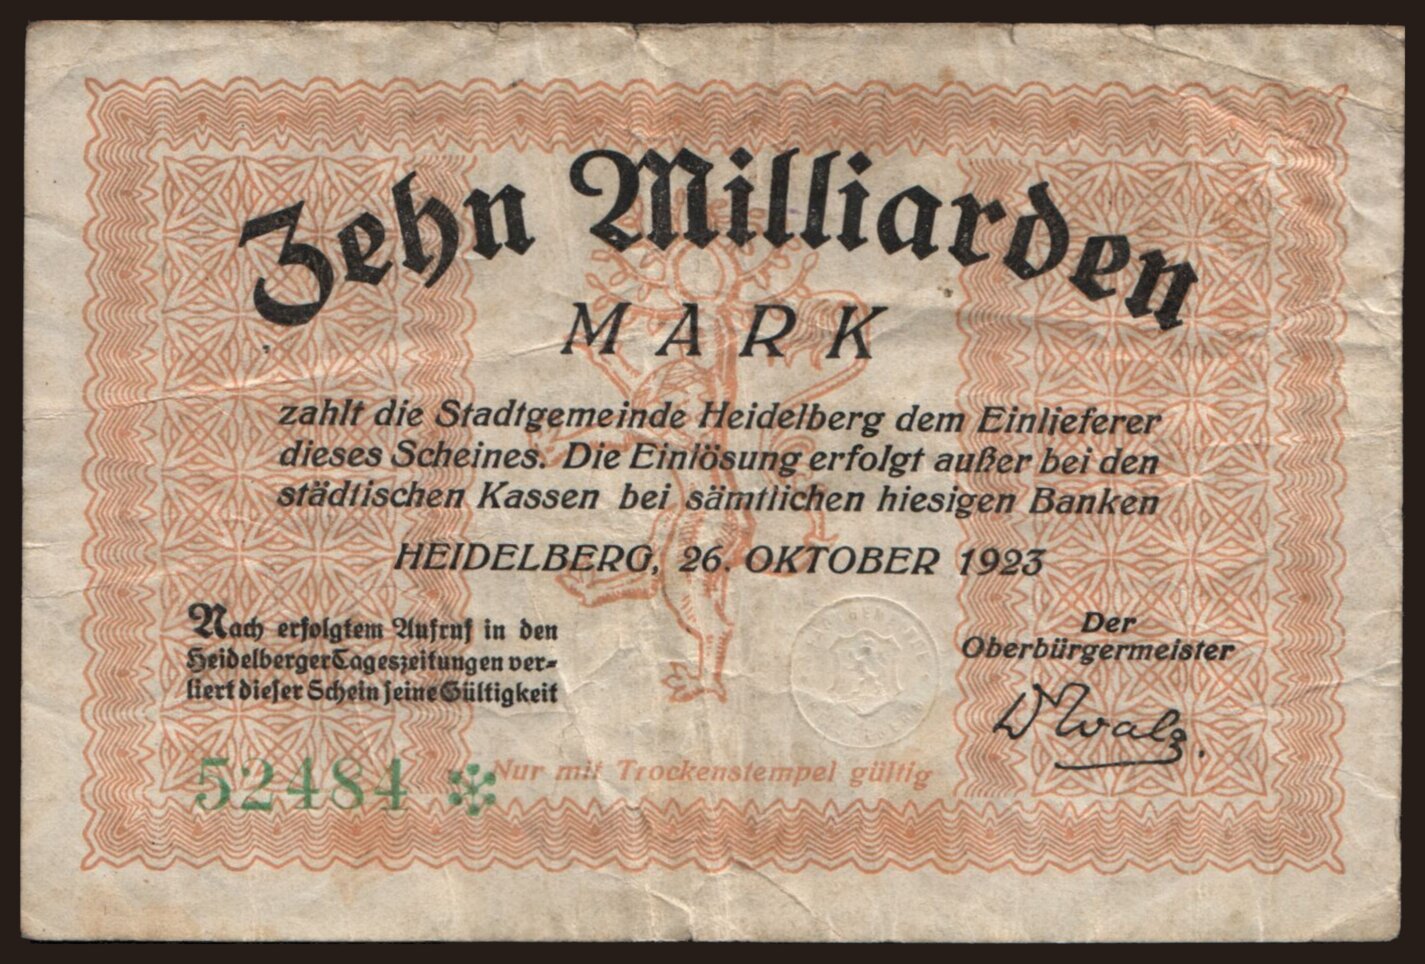 Zehn Milliarden
MARK
zahlt die Stadtgemeinde Heidelberg dem Einlieferer
dieses Scheines. Die Einlösung erfolgt außer bei den
städtischen Kassen bei sämtlichen hiesigen Banken
HEIDELBERG, 26. OKTOBER 1923
Nach erfolgtem Aufruf in den
Heidelberger Tageszeitungen ver-
liert dieser Schein seine Gültigkeit
Der
Oberbürgermeister
Walz.
52484 *
Nur mit Trockenstempel gültig